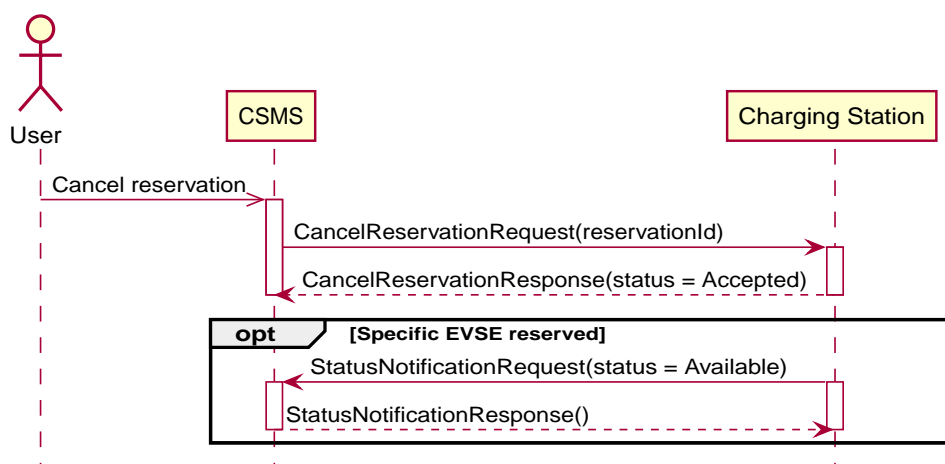 User
CSMS
Charging Station
Cancel reservation
CancelReservationRequest(reservationId)
CancelReservationResponse(status = Accepted)
opt [Specific EVSE reserved]
StatusNotificationRequest(status = Available)
StatusNotificationResponse()